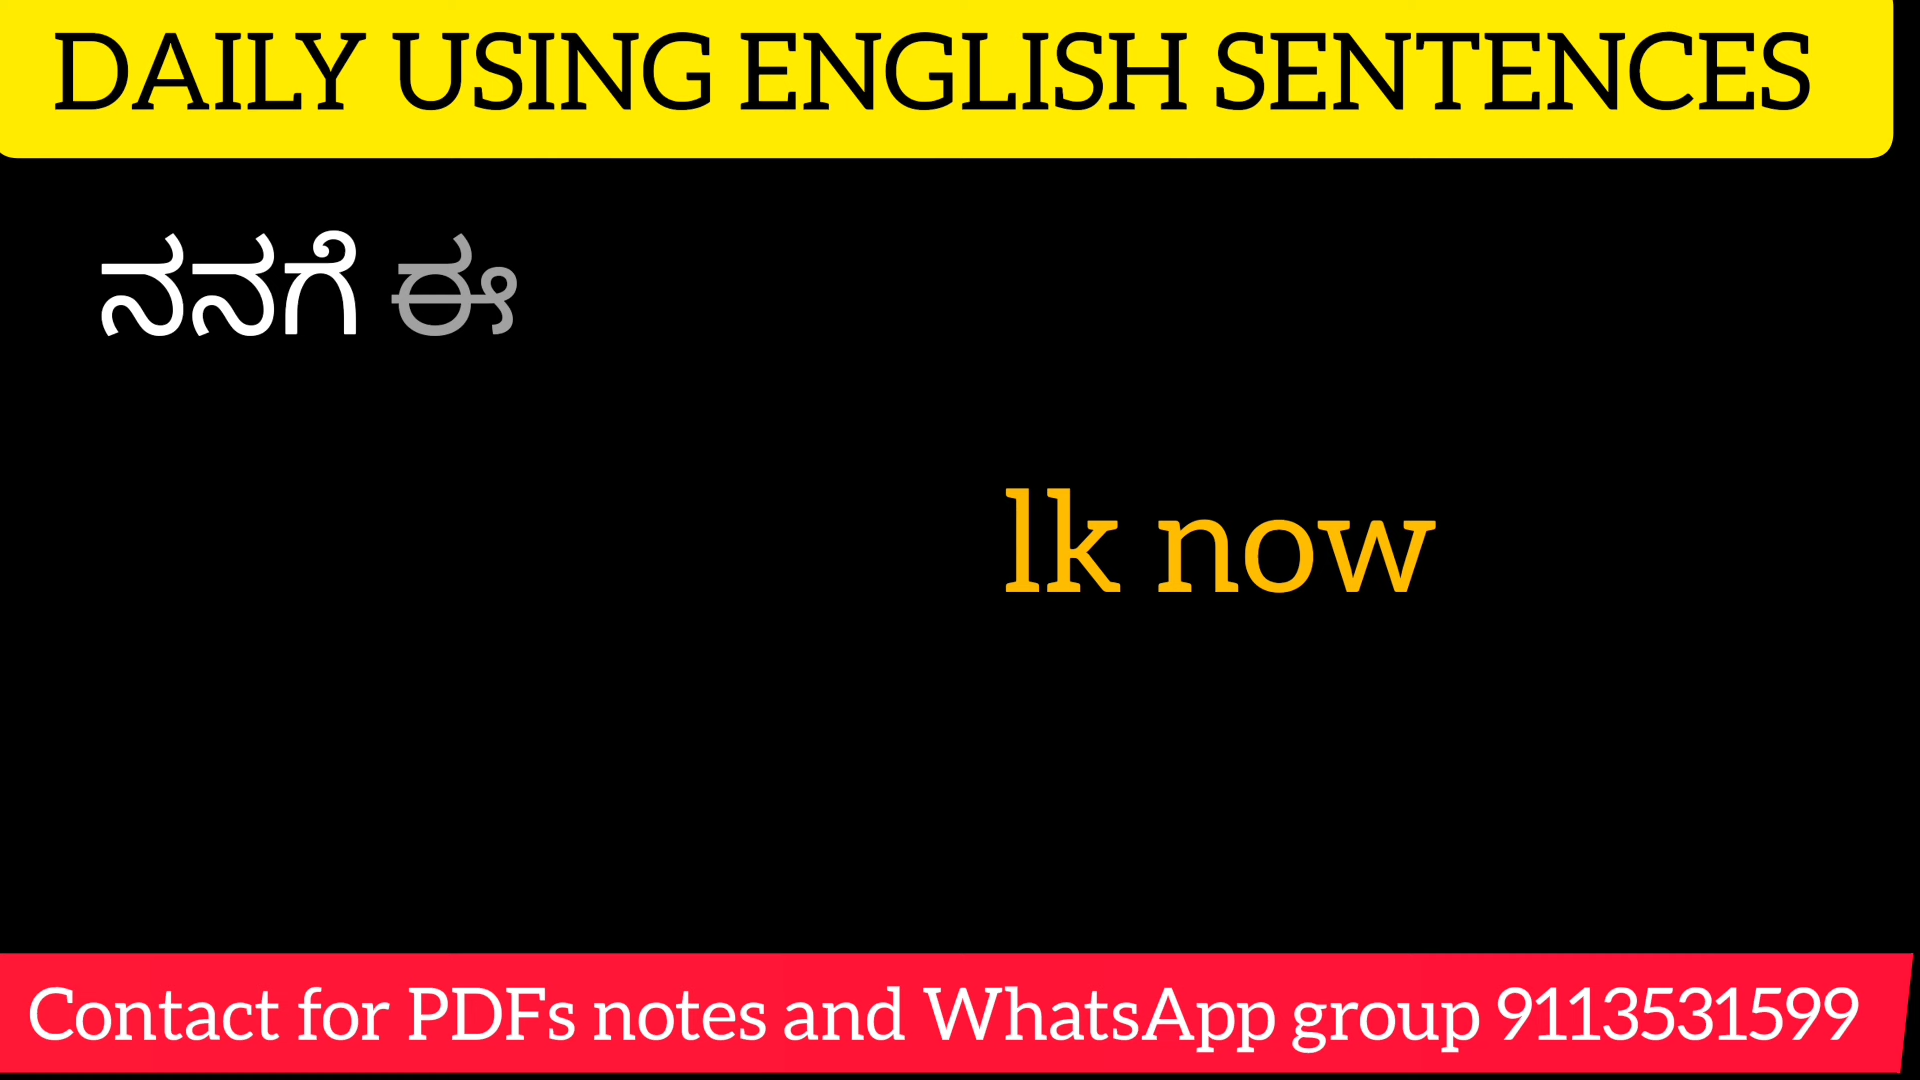 DAILY USING ENGLISH SENTENCES
ನನಗೆ ಈ
lk now
Contact for PDFs notes and WhatsApp group 9113531599